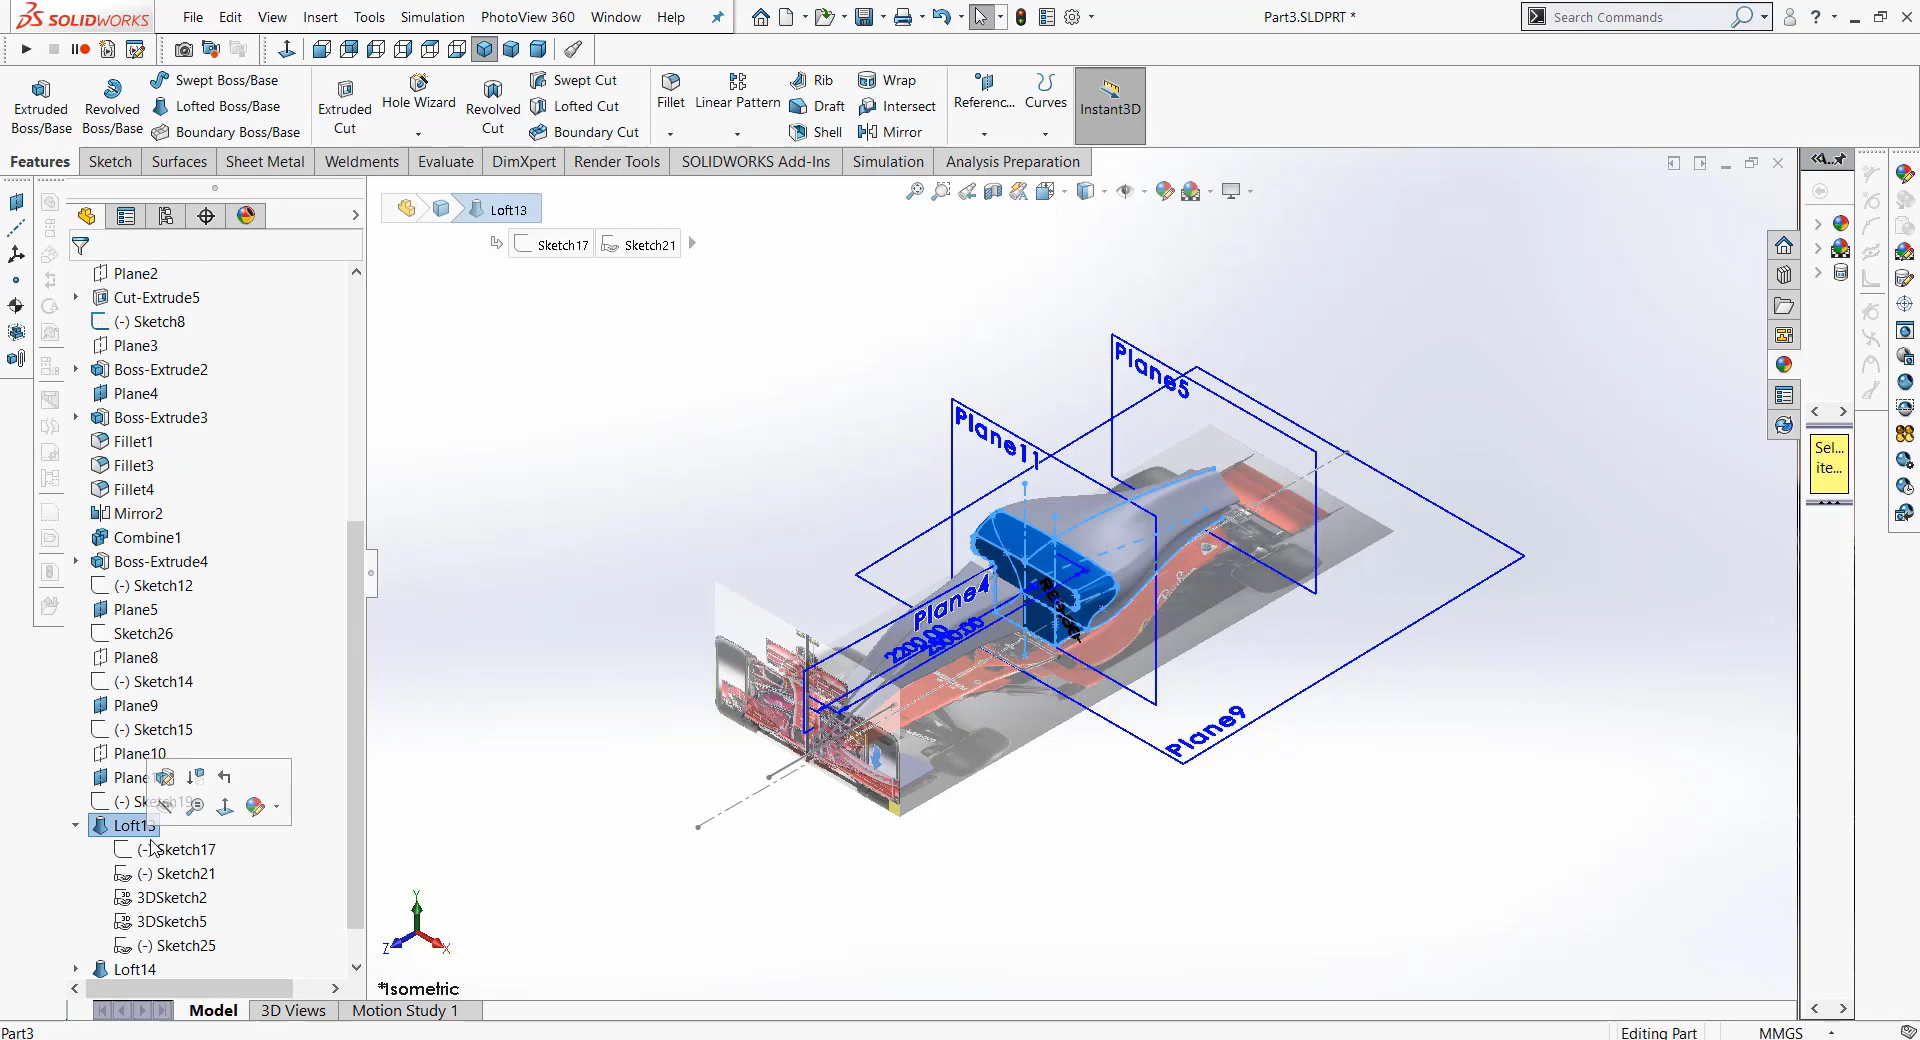 SOLIDWORKS
File Edit View Insert Tools Simulation PhotoView 360 Window Help
Part3.SLDPRT *
Search Commands
Extruded Boss/Base
Revolved Boss/Base
Swept Boss/Base
Lofted Boss/Base
Boundary Boss/Base
Extruded Cut
Hole Wizard
Revolved Cut
Swept Cut
Lofted Cut
Boundary Cut
Fillet
Linear Pattern
Rib
Draft
Shell
Wrap
Intersect
Mirror
Referenc...
Curves
Instant3D
Features Sketch Surfaces Sheet Metal Weldments Evaluate DimXpert Render Tools SOLIDWORKS Add-Ins Simulation Analysis Preparation
Loft13
Sketch17 Sketch21
Plane2
Cut-Extrude5
(-) Sketch8
Plane3
Boss-Extrude2
Plane4
Boss-Extrude3
Fillet1
Fillet3
Fillet4
Mirror2
Combine1
Boss-Extrude4
(-) Sketch12
Plane5
Sketch26
Plane8
(-) Sketch14
Plane9
(-) Sketch15
Plane10
Plane
(-) Sketch19
Loft13
(-) Sketch17
(-) Sketch21
3DSketch2
3DSketch5
(-) Sketch25
Loft14
Plane5
Plane11
Plane4
2200.00
Plane9
Sel...
ite...
Y
Z
X
*Isometric
Model 3D Views Motion Study 1
Part3
Editing Part
MMGS